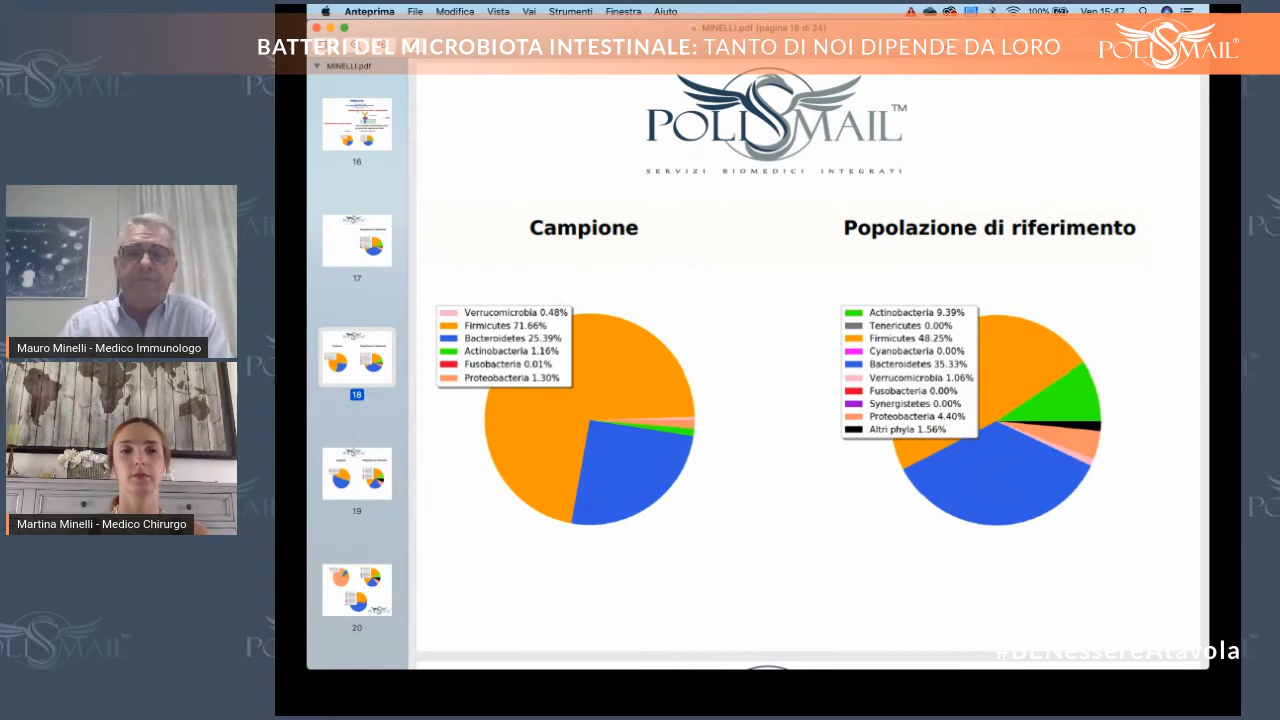 Anteprima File Modifica Vista Vai Strumenti Finestra Aiuto 100% Ven 15:47
MINELLI.pdf (pagina 18 di 24)
BATTERI DEL MICROBIOTA INTESTINALE: TANTO DI NOI DIPENDE DA LORO
POLISMAIL®
MINELLI.pdf
16
17
18
19
20
POLISMAIL™
SERVIZI BIOMEDICI INTEGRATI
Campione
Verrucomicrobia 0.48%
Firmicutes 71.66%
Bacteroidetes 25.39%
Actinobacteria 1.16%
Fusobacteria 0.01%
Proteobacteria 1.30%
Popolazione di riferimento
Actinobacteria 9.39%
Tenericutes 0.00%
Firmicutes 48.25%
Cyanobacteria 0.00%
Bacteroidetes 35.33%
Verrucomicrobia 1.06%
Fusobacteria 0.00%
Synergistetes 0.00%
Proteobacteria 4.40%
Altri phyla 1.56%
Mauro Minelli - Medico Immunologo
Martina Minelli - Medico Chirurgo
#BENessereAtavola